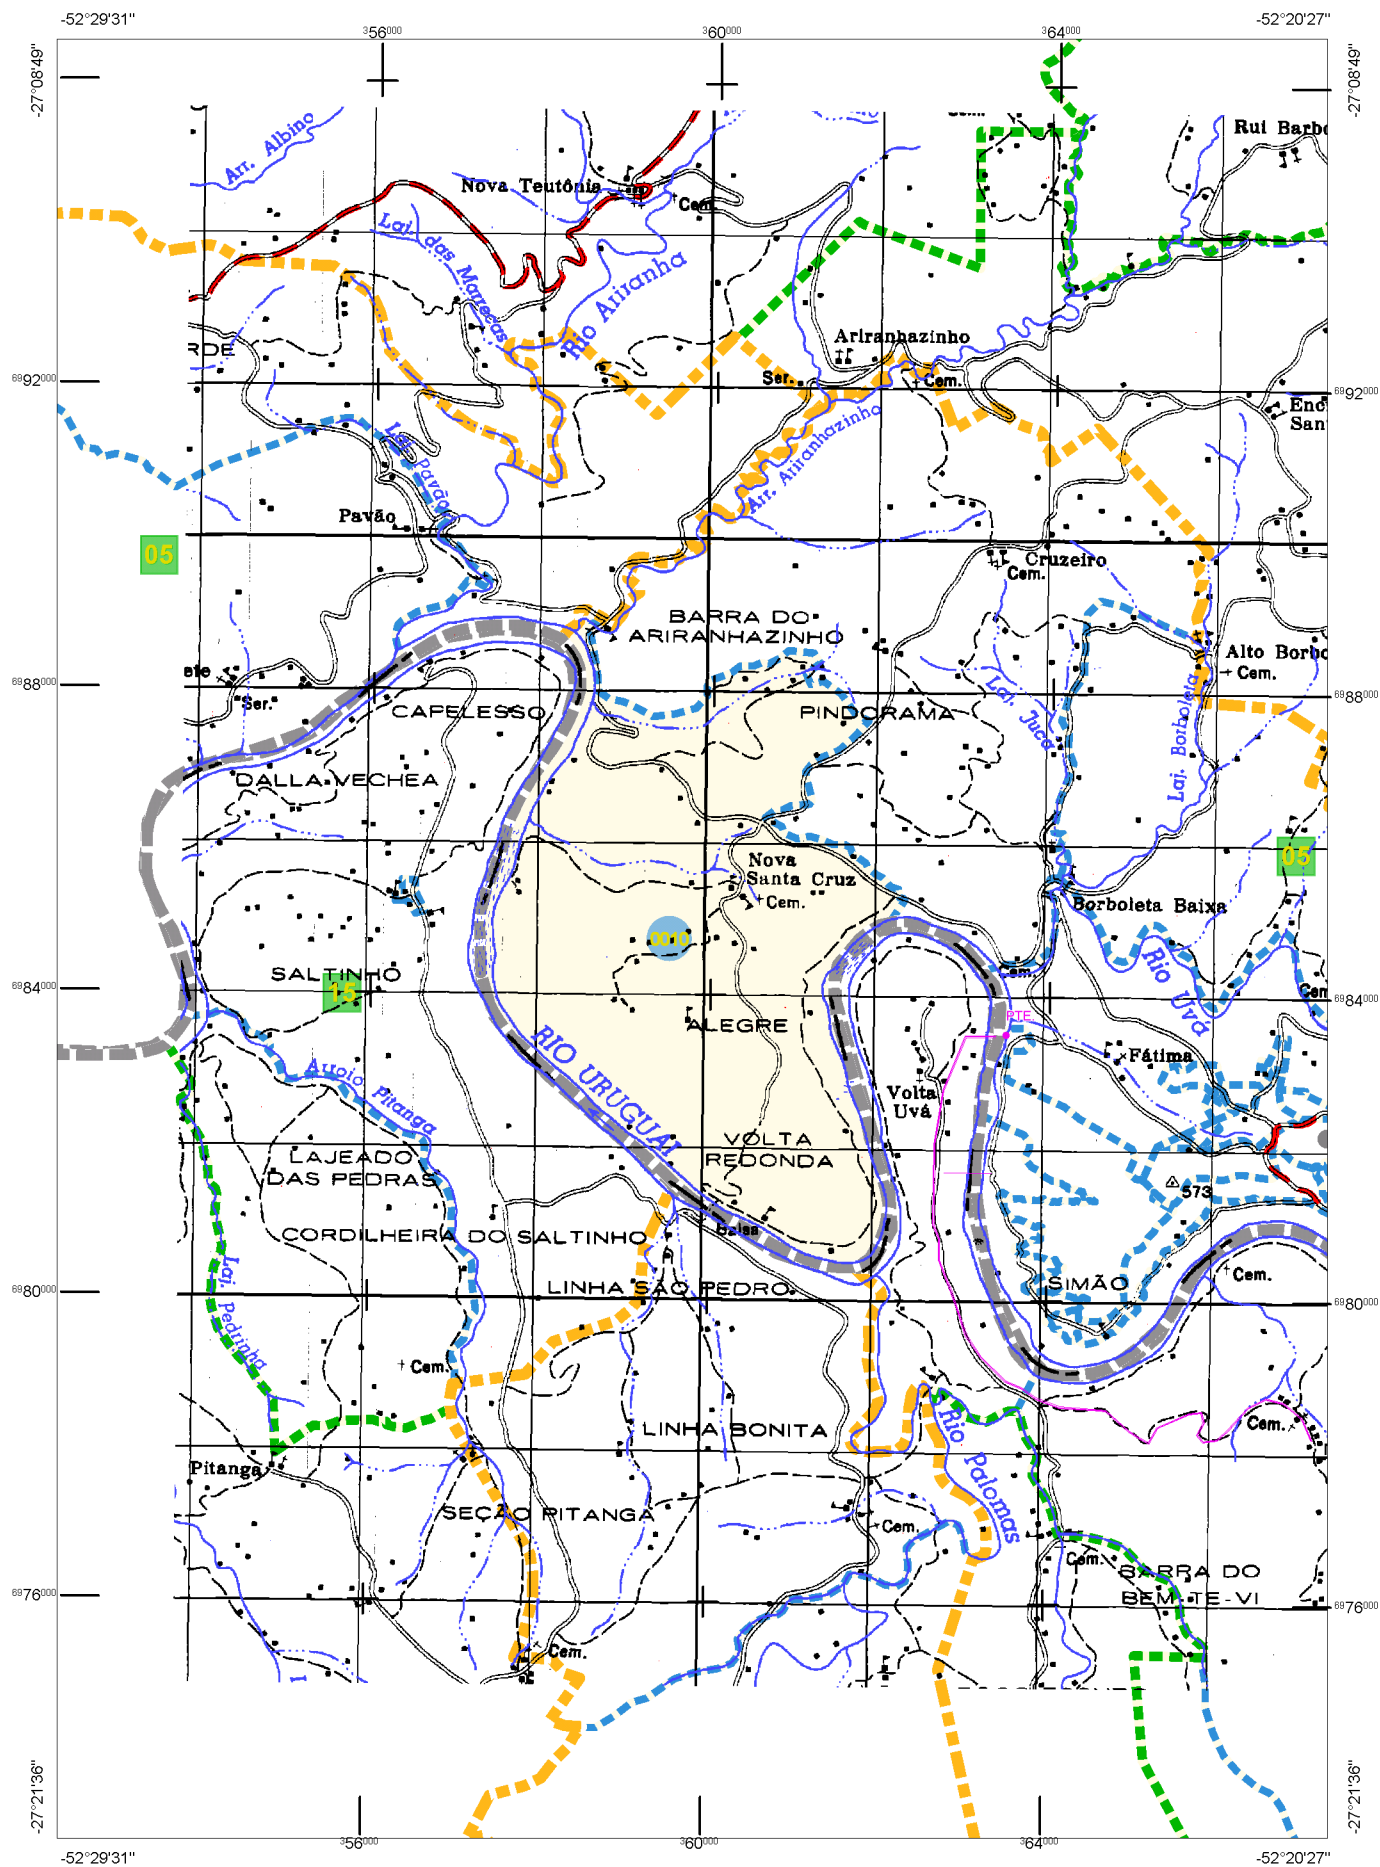 -52°29'31"
-52°20'27"
356000
360000
364000
-27°08'49"
-27°08'49"
Arr. Albino
Rui Barbo
Nova Teutônia
Cem.
Laj. das Marrecas
Rio Ariranha
Ariranhazinho
RDE
Ser.
Cem.
6992000
6992000
Arr. Ariranhazinho
Laj. Pavão
Pavão
05
Cruzeiro
Cem.
BARRA DO
ARIRANHAZINHO
Alto Borbo
Cem.
6988000
6988000
Ser.
CAPELESSO
PINDORAMA
Laj. Jucá
Laj. Borboleta
DALLA VECHEA
05
Nova
Santa Cruz
Cem.
Borboleta Baixa
0010
Rio Uvá
SALTINHO
15
Cem.
Cem
6984000
6984000
ALEGRE
PTE.
RIO URUGUAI
Fátima
Arroio Pitanga
Volta
Uvá
VOLTA
REDONDA
LAJEADO
DAS PEDRAS
573
CORDILHEIRA DO SALTINHO
Balsa
Laj. Pedrinha
LINHA SÃO PEDRO
SIMÃO
Cem.
6980000
6980000
Cem.
LINHA BONITA
Rio Palomas
Cem.
Pitanga
SEÇÃO PITANGA
Cem.
Cem.
BARRA DO
BEM-TE-VI
6976000
6976000
Cem.
-27°21'36"
-27°21'36"
356000
360000
364000
-52°29'31"
-52°20'27"